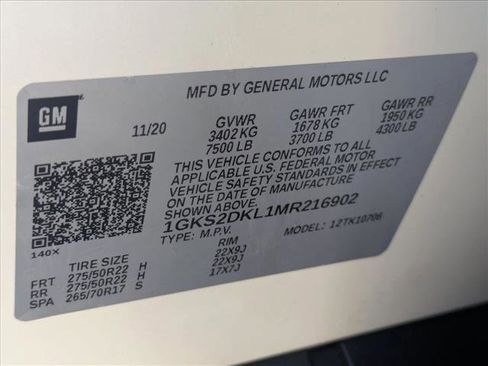 GM
MFD BY GENERAL MOTORS LLC
11/20
GVWR GAWR FRT GAWR RR
3402 KG 1678 KG 1950 KG
7500 LB 3700 LB 4300 LB
THIS VEHICLE CONFORMS TO ALL
APPLICABLE U.S. FEDERAL MOTOR
VEHICLE SAFETY STANDARDS IN EFFECT
ON THE DATE OF MANUFACTURE
SHOWN ABOVE.
1GKS2DKL1MR216902
TYPE: M.P.V. MODEL: 12TK10706
140X
TIRE SIZE RIM
FRT 275/50R22 H 22X9J
RR 275/50R22 H 22X9J
SPA 265/70R17 S 17X7J